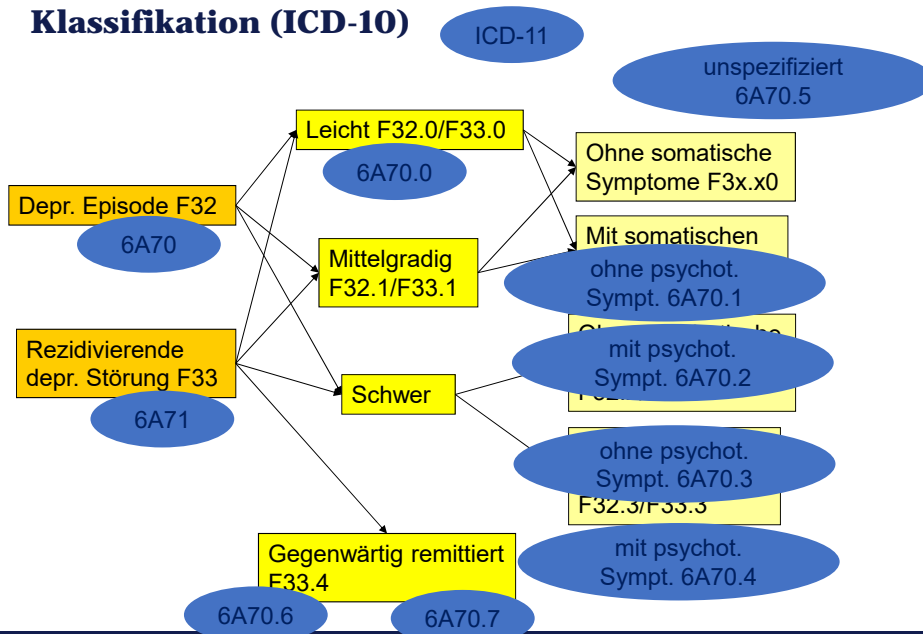 Klassifikation (ICD-10)
ICD-11
unspezifiziert
6A70.5
Leicht F32.0/F33.0
6A70.0
Ohne somatische
Symptome F3x.x0
Depr. Episode F32
6A70
Mit somatischen
Mittelgradig
F32.1/F33.1
ohne psychot.
Sympt. 6A70.1
mit psychot.
Sympt. 6A70.2
Rezidivierende
depr. Störung F33
6A71
Schwer
ohne psychot.
Sympt. 6A70.3
F32.3/F33.3
Gegenwärtig remittiert
F33.4
mit psychot.
Sympt. 6A70.4
6A70.6
6A70.7